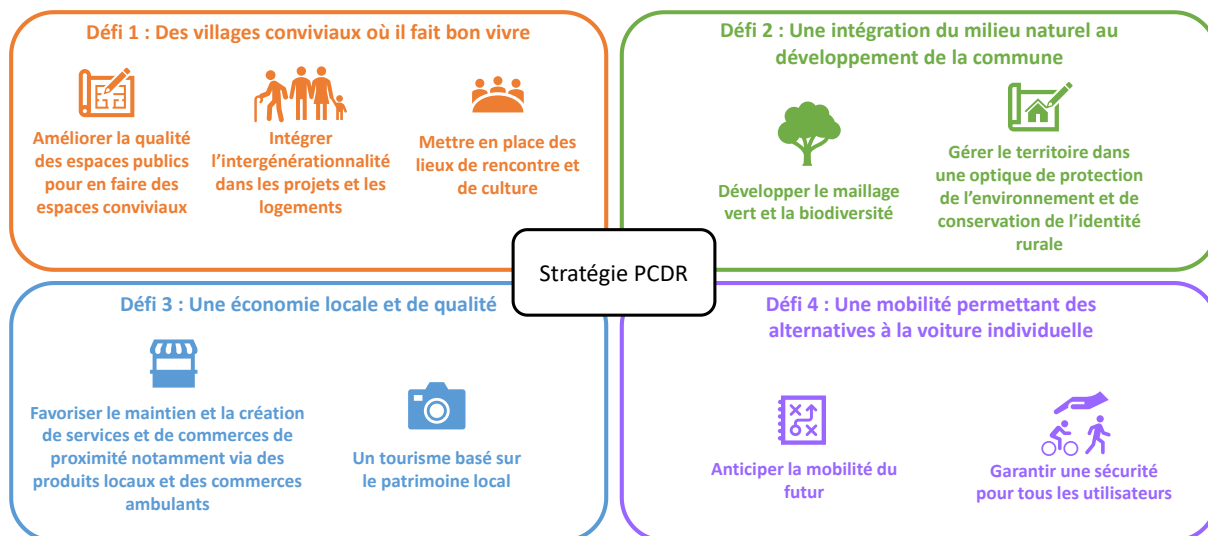 Défi 1 : Des villages conviviaux où il fait bon vivre
Améliorer la qualité
des espaces publics
pour en faire des
espaces conviviaux
Intégrer
l’intergénérationnalité
dans les projets et les
logements
Mettre en place des
lieux de rencontre et
de culture
Défi 2 : Une intégration du milieu naturel au
développement de la commune
Développer le maillage
vert et la biodiversité
Gérer le territoire dans
une optique de protection
de l’environnement et de
conservation de l’identité
rurale
Stratégie PCDR
Défi 3 : Une économie locale et de qualité
Favoriser le maintien et la création
de services et de commerces de
proximité notamment via des
produits locaux et des commerces
ambulants
Un tourisme basé sur
le patrimoine local
Défi 4 : Une mobilité permettant des
alternatives à la voiture individuelle
Anticiper la mobilité du
futur
Garantir une sécurité
pour tous les utilisateurs